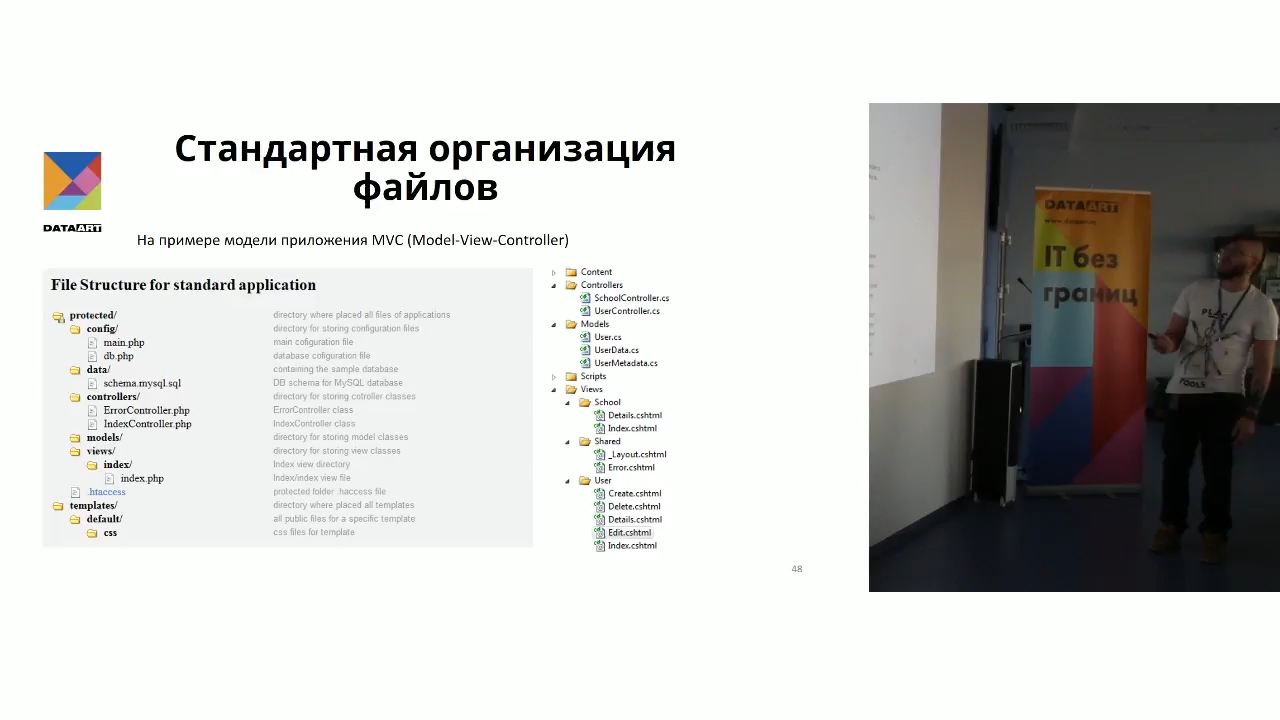 Стандартная организация
файлов
DATAART
На примере модели приложения MVC (Model-View-Controller)
File Structure for standard application
protected/ directory where placed all files of applications
config/ directory for storing configuration files
main.php main cofiguration file
db.php database cofiguration file
data/ containing the sample database
schema.mysql.sql DB schema for MySQL database
controllers/ directory for storing cotroller classes
ErrorController.php ErrorController class
IndexController.php IndexController class
models/ directory for storing model classes
views/ directory for storing view classes
index/ Index view directory
index.php Index/index view file
.htaccess protected folder .haccess file
templates/ directory where placed all templates
default/ all public files for a specific template
css css files for template
Content
Controllers
SchoolController.cs
UserController.cs
Models
User.cs
UserData.cs
UserMetadata.cs
Scripts
Views
School
Details.cshtml
Index.cshtml
Shared
_Layout.cshtml
Error.cshtml
User
Create.cshtml
Delete.cshtml
Details.cshtml
Edit.cshtml
Index.cshtml
48
DATAART
IT без
границ
PLACE
TOOLS